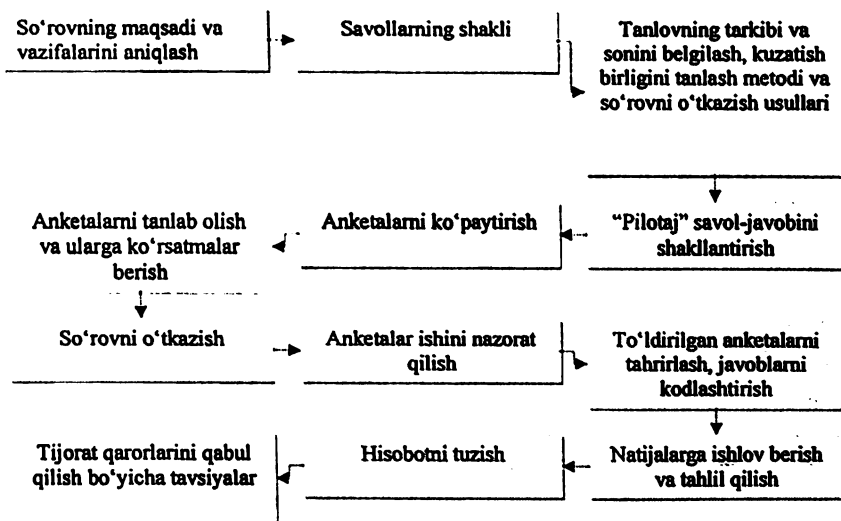 So‘rovning maqsadi va
vazifalarini aniqlash
Savollarning shakli
Tanlovning tarkibi va
sonini belgilash, kuzatish
birligini tanlash metodi va
so‘rovni o‘tkazish usullari
“Pilotaj” savol-javobini
shakllantirish
Anketalarni ko‘paytirish
Anketalarni tanlab olish
va ularga ko‘rsatmalar
berish
So‘rovni o‘tkazish
Anketalar ishini nazorat
qilish
To‘ldirilgan anketalarni
tahrirlash, javoblarni
kodlashtirish
Natijalarga ishlov berish
va tahlil qilish
Hisobotni tuzish
Tijorat qarorlarini qabul
qilish bo‘yicha tavsiyalar